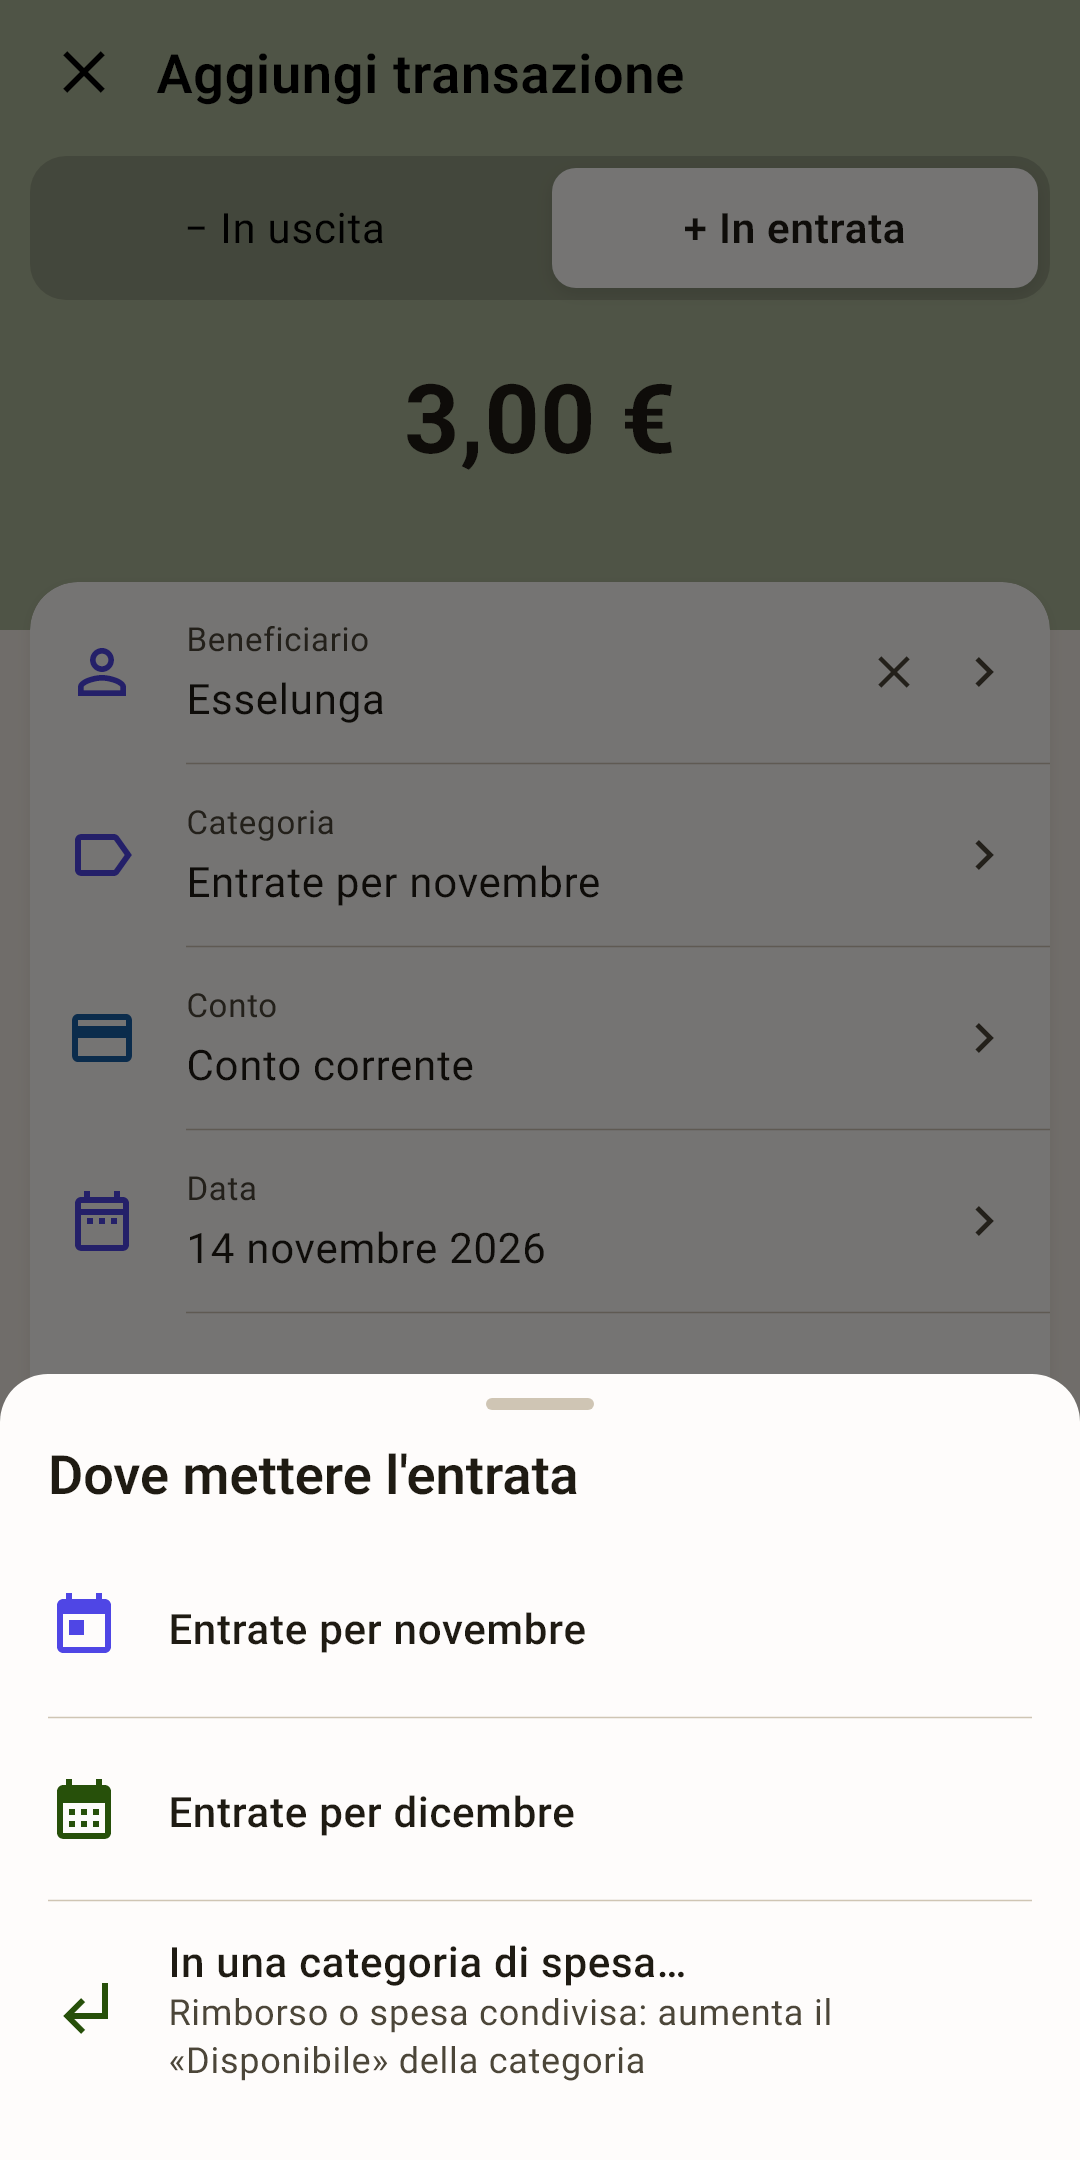 Aggiungi transazione
− In uscita
+ In entrata
3,00 €
Beneficiario
Esselunga
Categoria
Entrate per novembre
Conto
Conto corrente
Data
14 novembre 2026
Dove mettere l'entrata
Entrate per novembre
Entrate per dicembre
In una categoria di spesa…
Rimborso o spesa condivisa: aumenta il
«Disponibile» della categoria